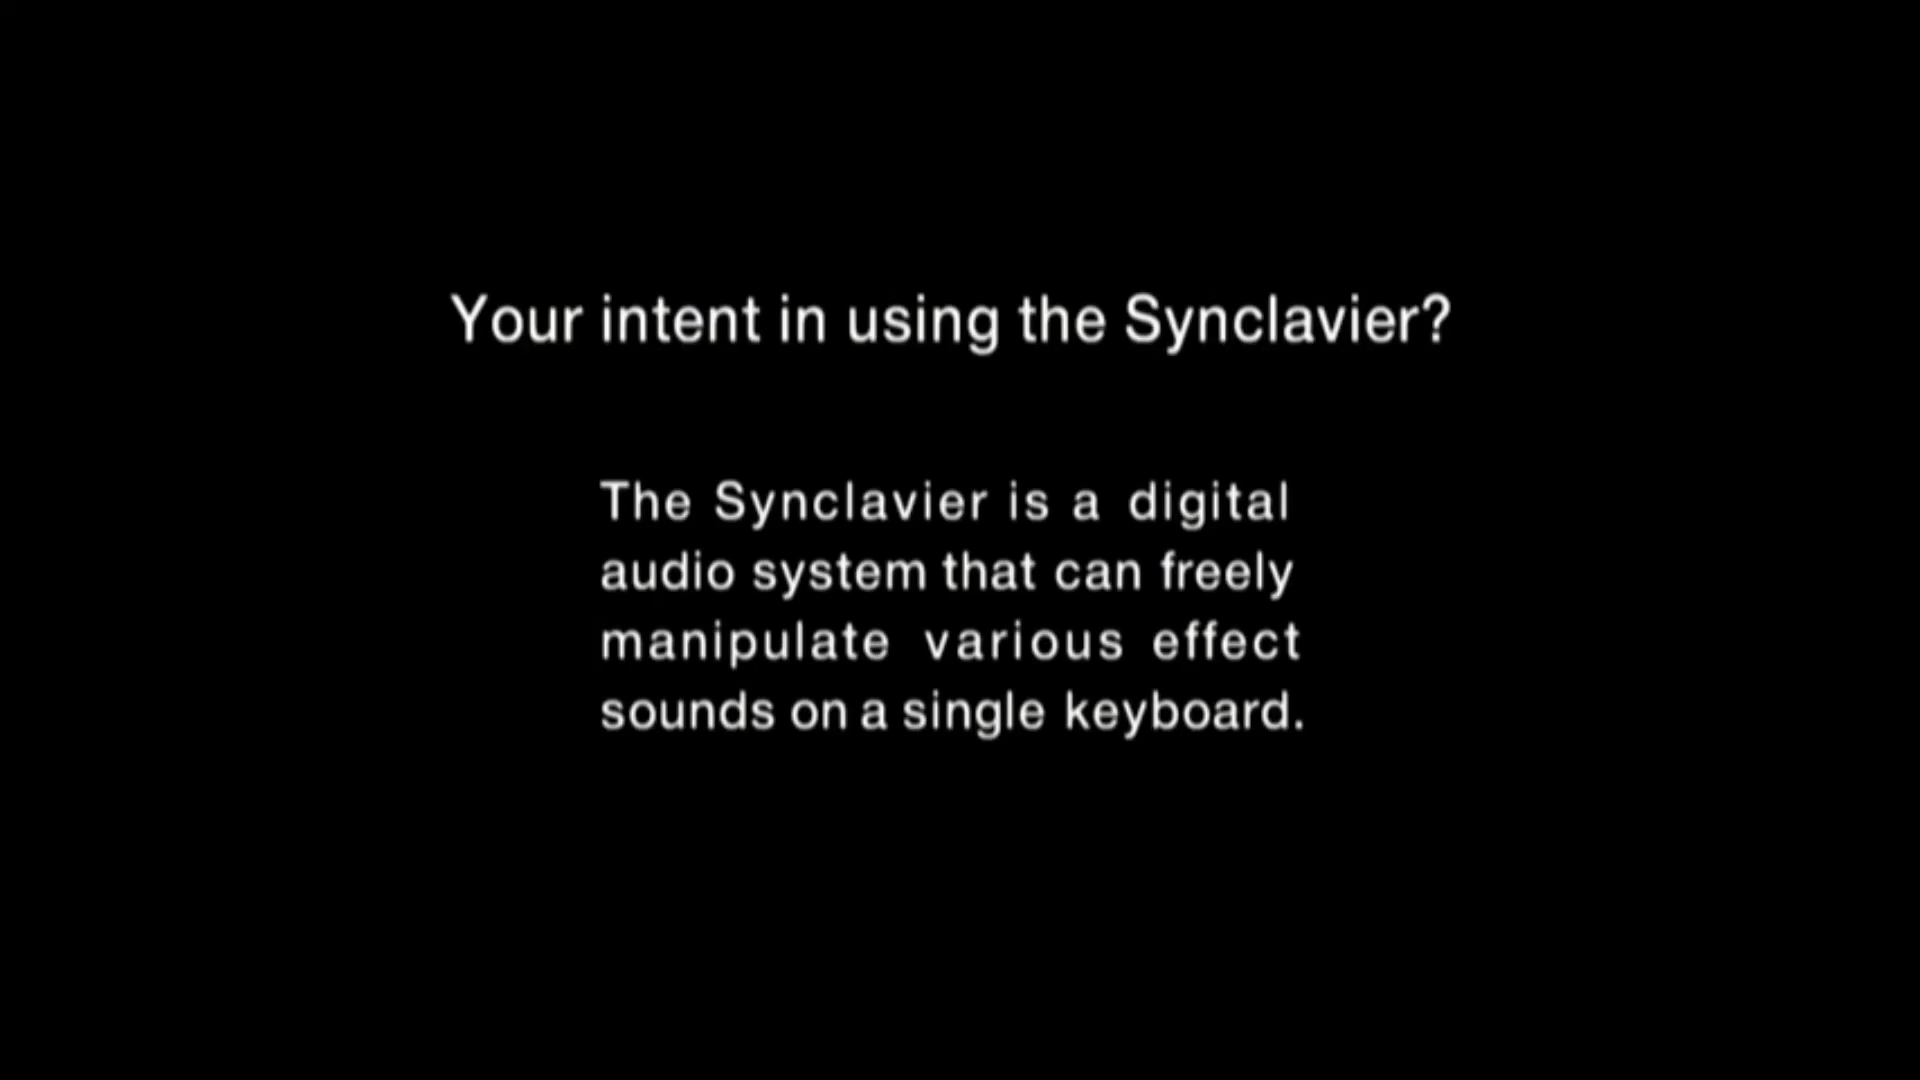 Your intent in using the Synclavier?
The Synclavier is a digital
audio system that can freely
manipulate various effect
sounds on a single keyboard.